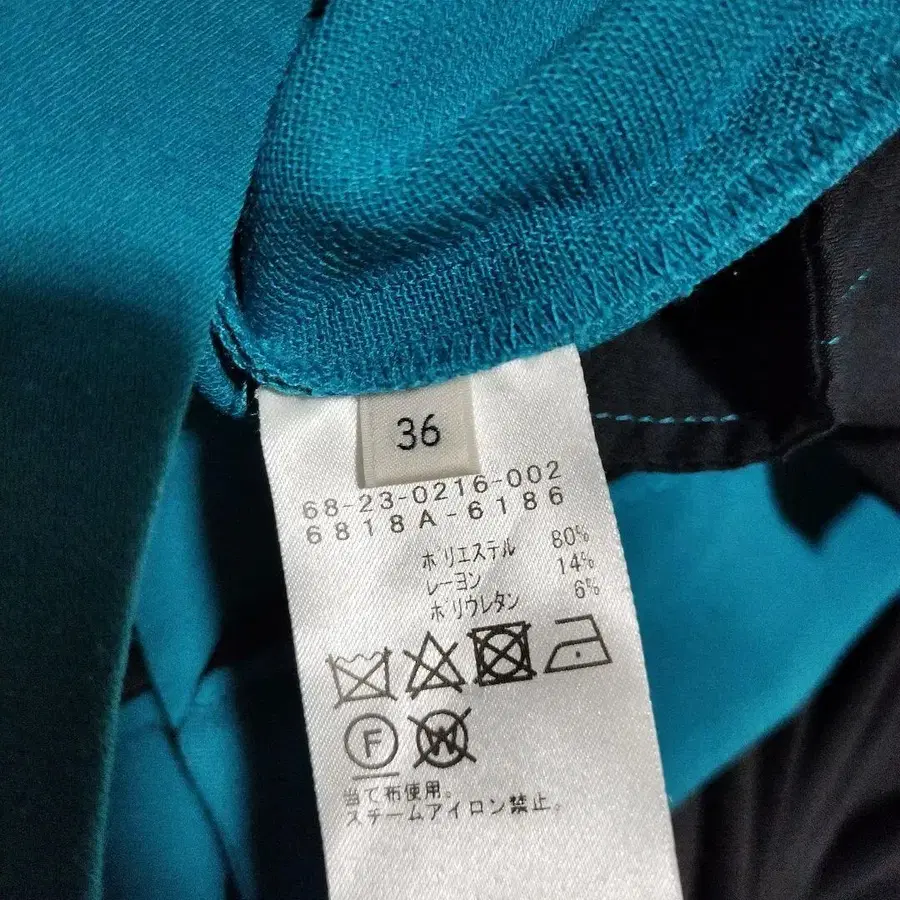 36
68-23-0216-002
6818A-6186
ポリエステル 80%
レーヨン 14%
ポリウレタン 6%
F W
当て布使用。
スチームアイロン禁止。